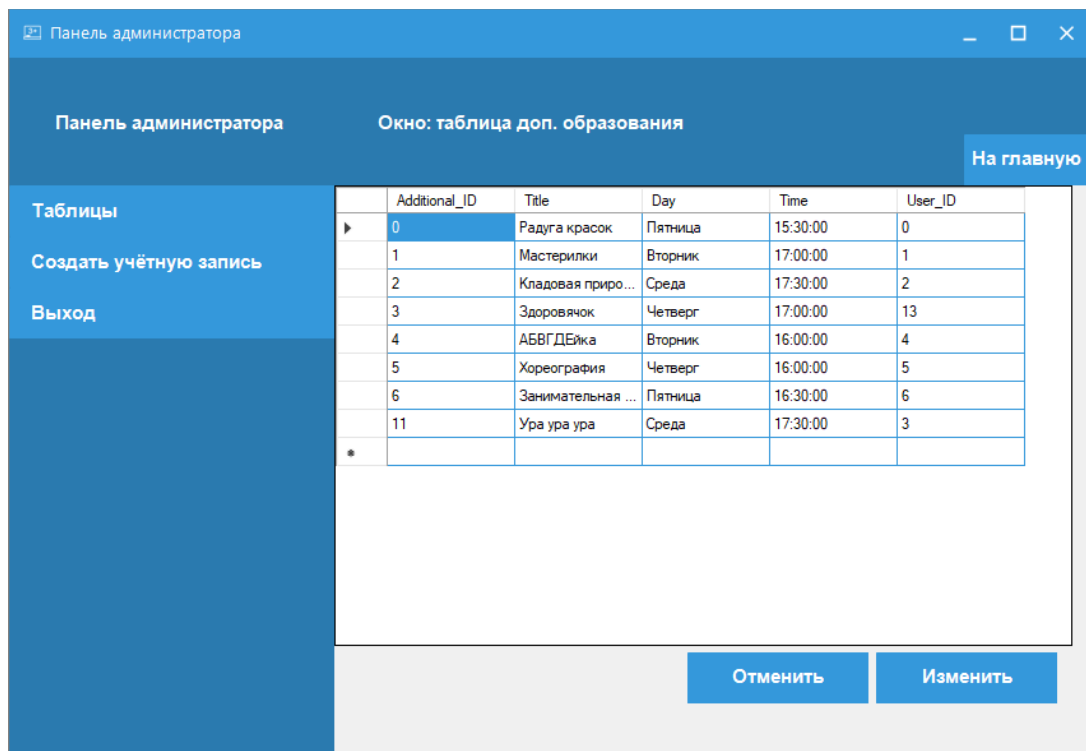 Панель администратора
Панель администратора Окно: таблица доп. образования
На главную
Таблицы
Создать учётную запись
Выход
Additional_ID Title Day Time User_ID
0 Радуга красок Пятница 15:30:00 0
1 Мастерилки Вторник 17:00:00 1
2 Кладовая приро... Среда 17:30:00 2
3 Здоровячок Четверг 17:00:00 13
4 АБВГДЕйка Вторник 16:00:00 4
5 Хореография Четверг 16:00:00 5
6 Занимательная ... Пятница 16:30:00 6
11 Ура ура ура Среда 17:30:00 3
Отменить Изменить